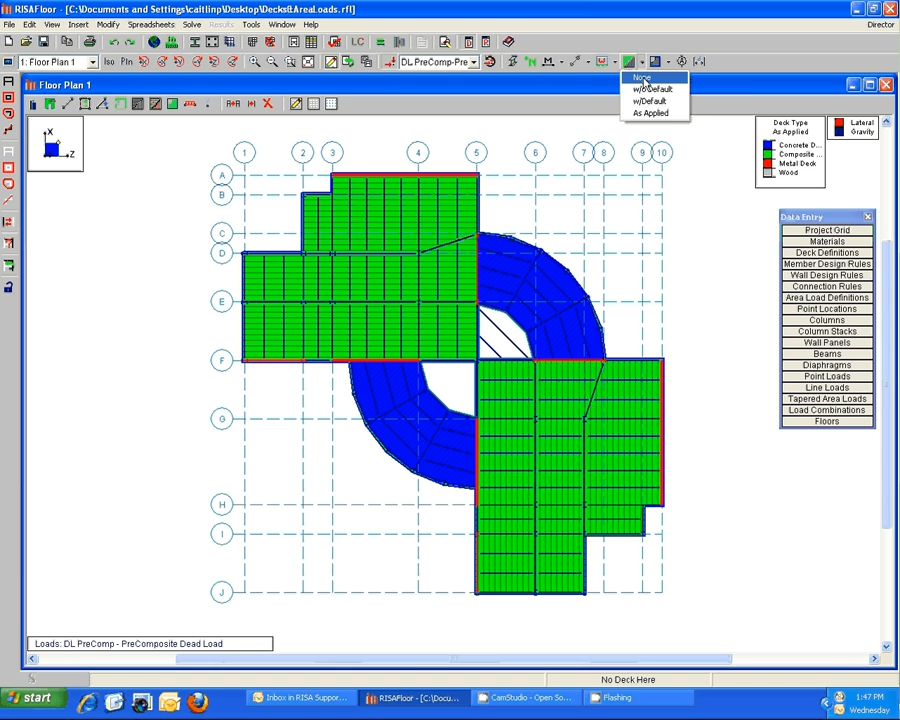 RISAFloor - [C:\Documents and Settings\caitlinp\Desktop\Decks&AreaLoads.rfl]
File Edit View Insert Modify Spreadsheets Solve Results Tools Window Help
Director
LC
1: Floor Plan 1
Iso Pln
DL PreComp-Pre
None
w/o Default
w/Default
As Applied
Floor Plan 1
X
Z
1 2 3 4 5 6 7 8 9 10
A
B
C
D
E
F
G
H
I
J
Deck Type
As Applied
Concrete D...
Composite ...
Metal Deck
Wood
Lateral
Gravity
Data Entry
Project Grid
Materials
Deck Definitions
Member Design Rules
Wall Design Rules
Connection Rules
Area Load Definitions
Point Locations
Columns
Column Stacks
Wall Panels
Beams
Diaphragms
Point Loads
Line Loads
Tapered Area Loads
Load Combinations
Floors
Loads: DL PreComp - PreComposite Dead Load
No Deck Here
start
Inbox in RISA Suppor...
RISAFloor - [C:\Docu...
CamStudio - Open So...
Flashing
1:47 PM
Wednesday